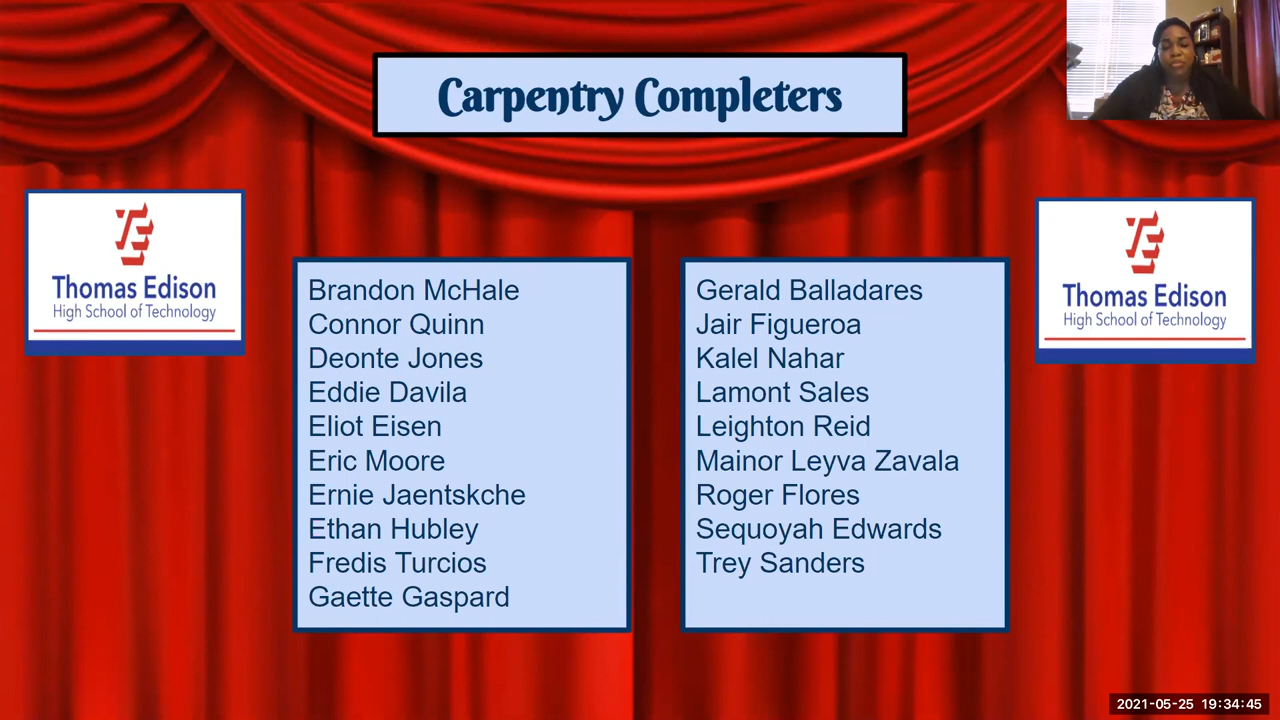 Carpentry Completers
Thomas Edison
High School of Technology
Brandon McHale
Connor Quinn
Deonte Jones
Eddie Davila
Eliot Eisen
Eric Moore
Ernie Jaentskche
Ethan Hubley
Fredis Turcios
Gaette Gaspard
Gerald Balladares
Jair Figueroa
Kalel Nahar
Lamont Sales
Leighton Reid
Mainor Leyva Zavala
Roger Flores
Sequoyah Edwards
Trey Sanders
Thomas Edison
High School of Technology
2021-05-25 19:34:45